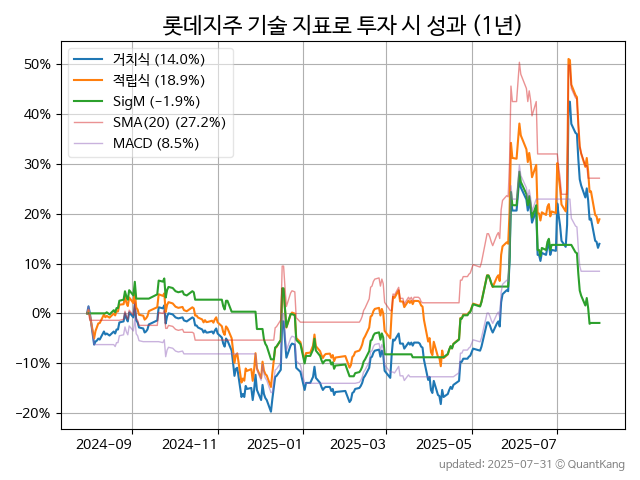 롯데지주 기술 지표로 투자 시 성과 (1년)
거치식 (14.0%)
적립식 (18.9%)
SigM (−1.9%)
SMA(20) (27.2%)
MACD (8.5%)
50%
40%
30%
20%
10%
0%
−10%
−20%
2024-09 2024-11 2025-01 2025-03 2025-05 2025-07
updated: 2025-07-31 © QuantKang